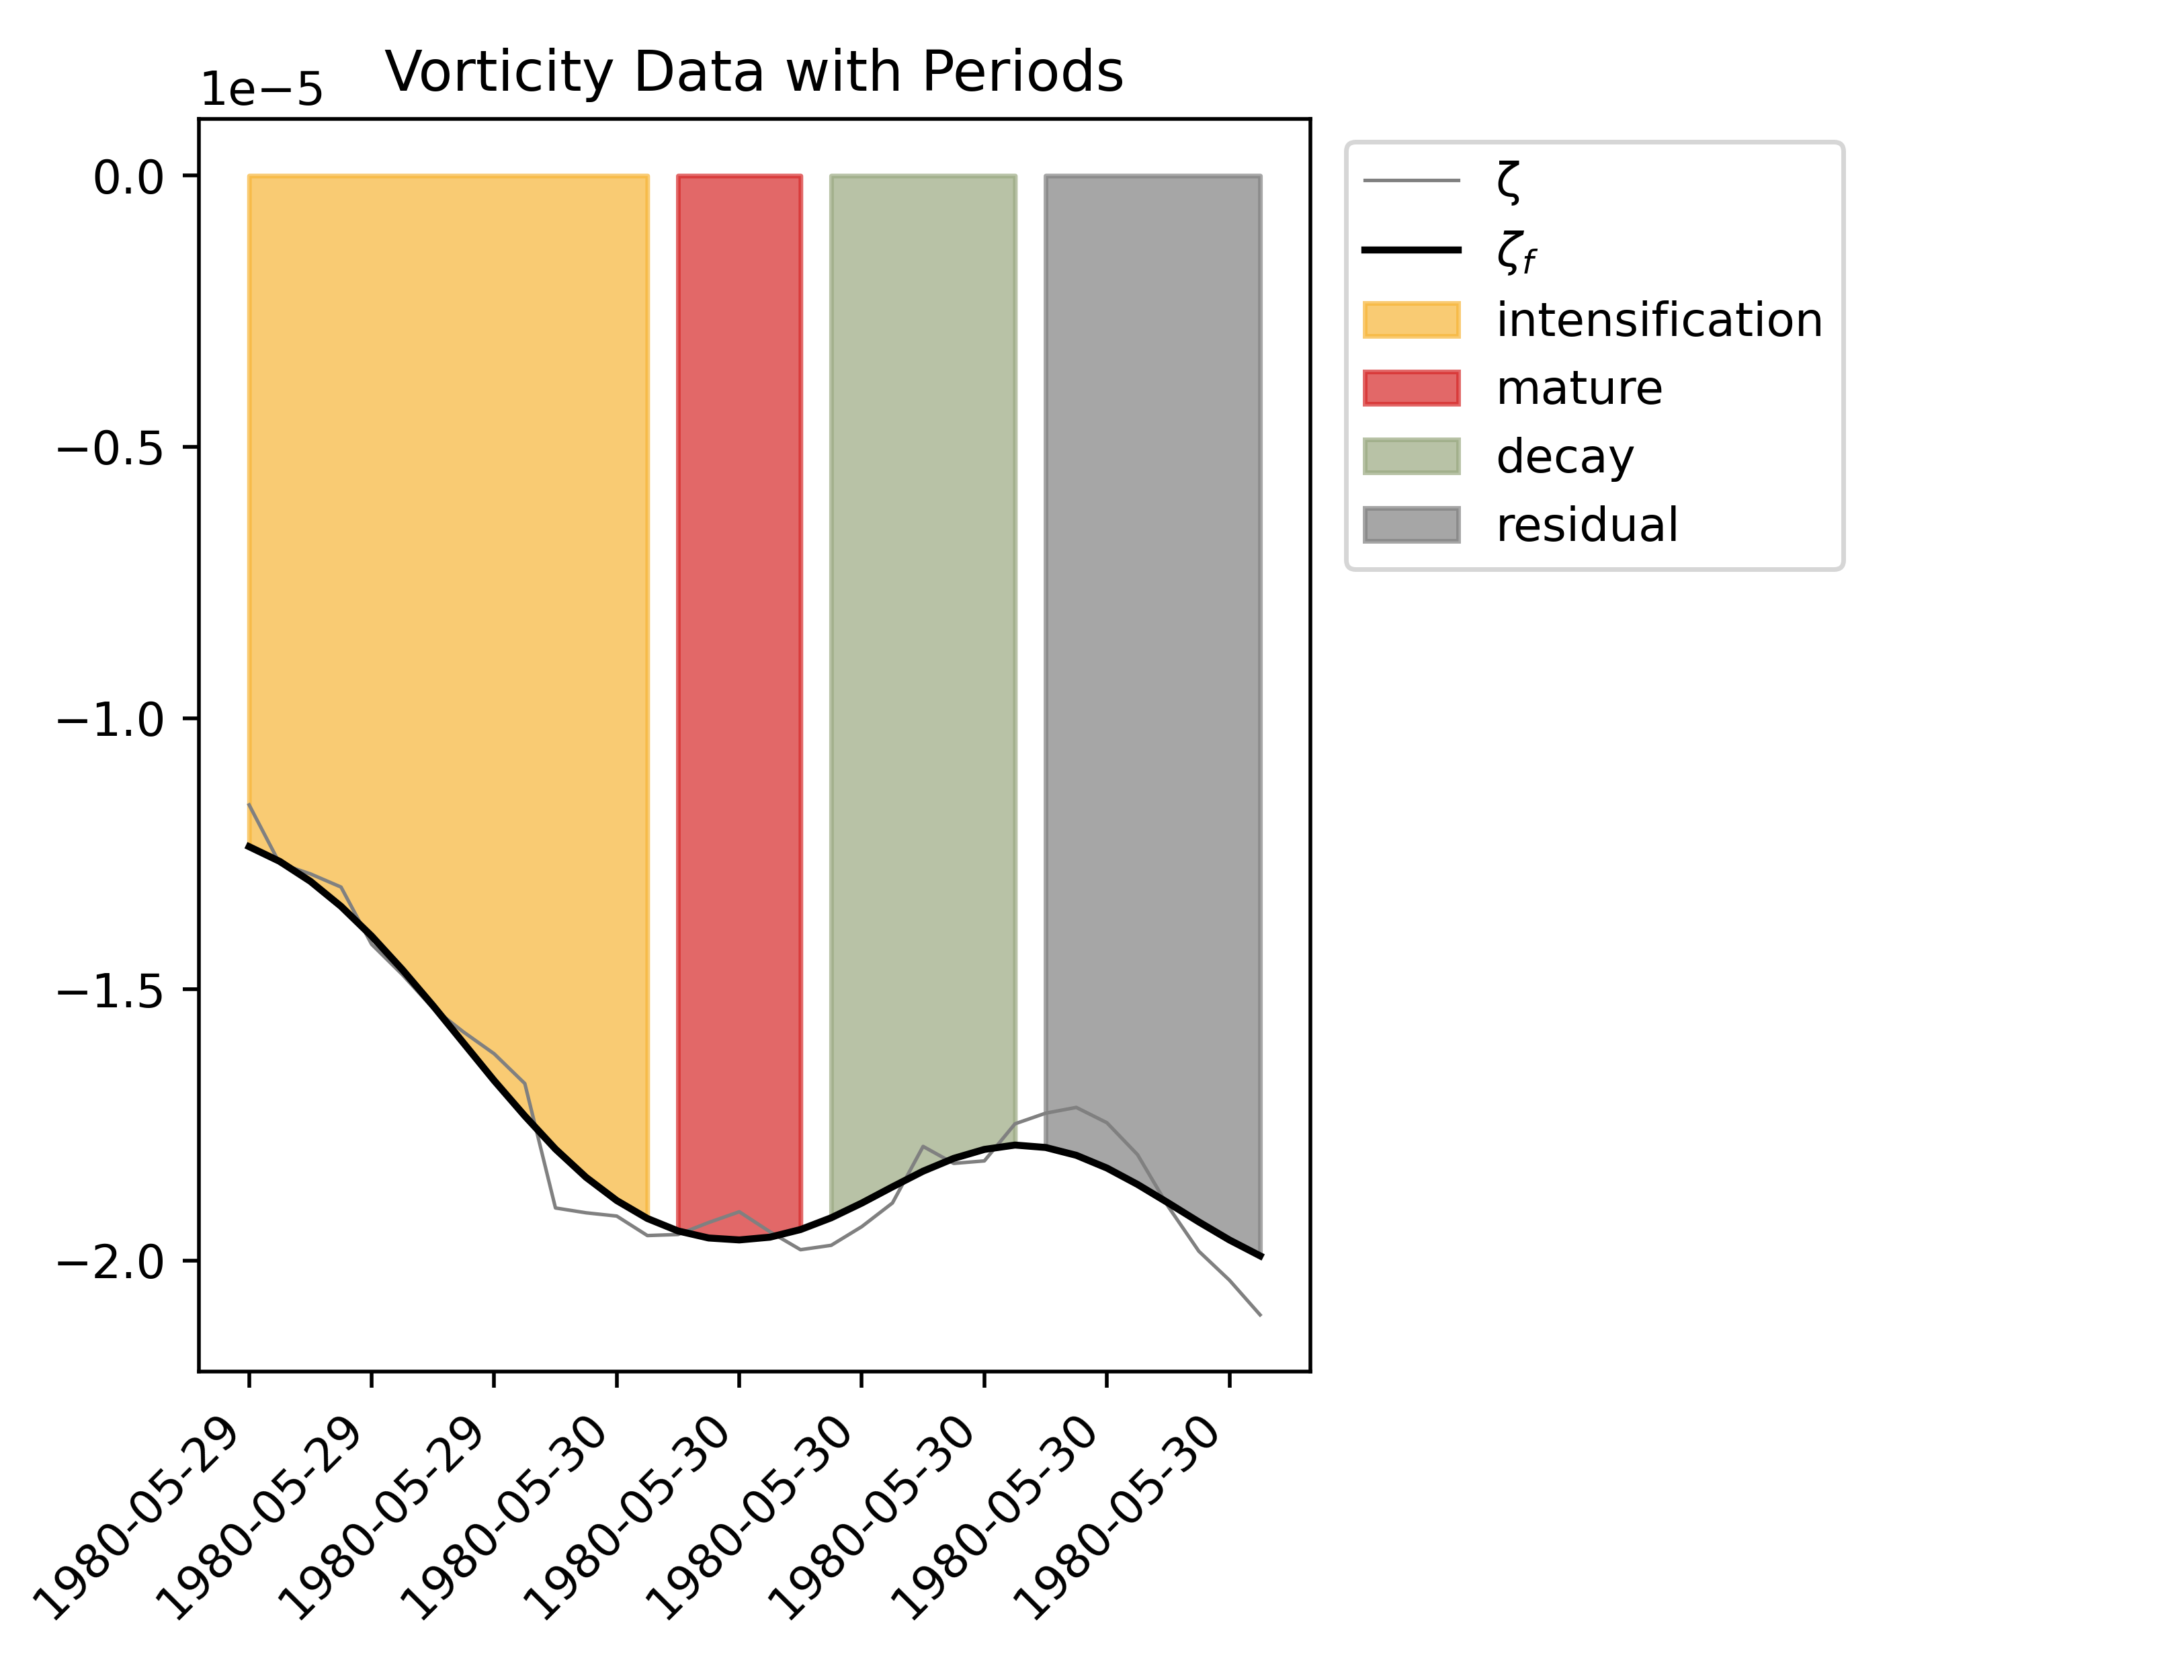 Vorticity Data with Periods
1e−5
0.0
−0.5
−1.0
−1.5
−2.0
1980-05-29
1980-05-29
1980-05-29
1980-05-30
1980-05-30
1980-05-30
1980-05-30
1980-05-30
1980-05-30
ζ
ζf
intensification
mature
decay
residual